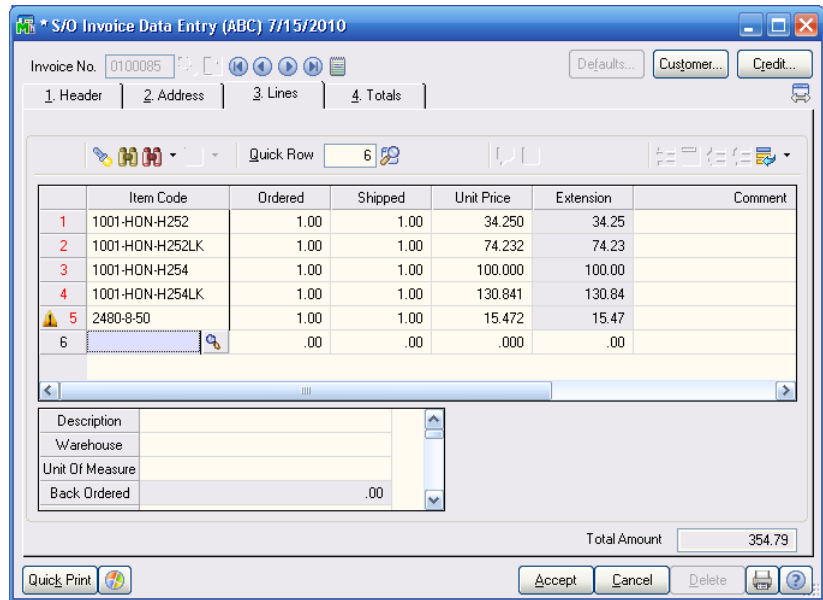 * S/O Invoice Data Entry (ABC) 7/15/2010
Invoice No. 0100085 Defaults... Customer... Credit...
1. Header 2. Address 3. Lines 4. Totals
Quick Row 6
Item Code Ordered Shipped Unit Price Extension Comment
1 1001-HON-H252 1.00 1.00 34.250 34.25
2 1001-HON-H252LK 1.00 1.00 74.232 74.23
3 1001-HON-H254 1.00 1.00 100.000 100.00
4 1001-HON-H254LK 1.00 1.00 130.841 130.84
5 2480-8-50 1.00 1.00 15.472 15.47
6 .00 .00 .000 .00
Description
Warehouse
Unit Of Measure
Back Ordered .00
Total Amount 354.79
Quick Print Accept Cancel Delete